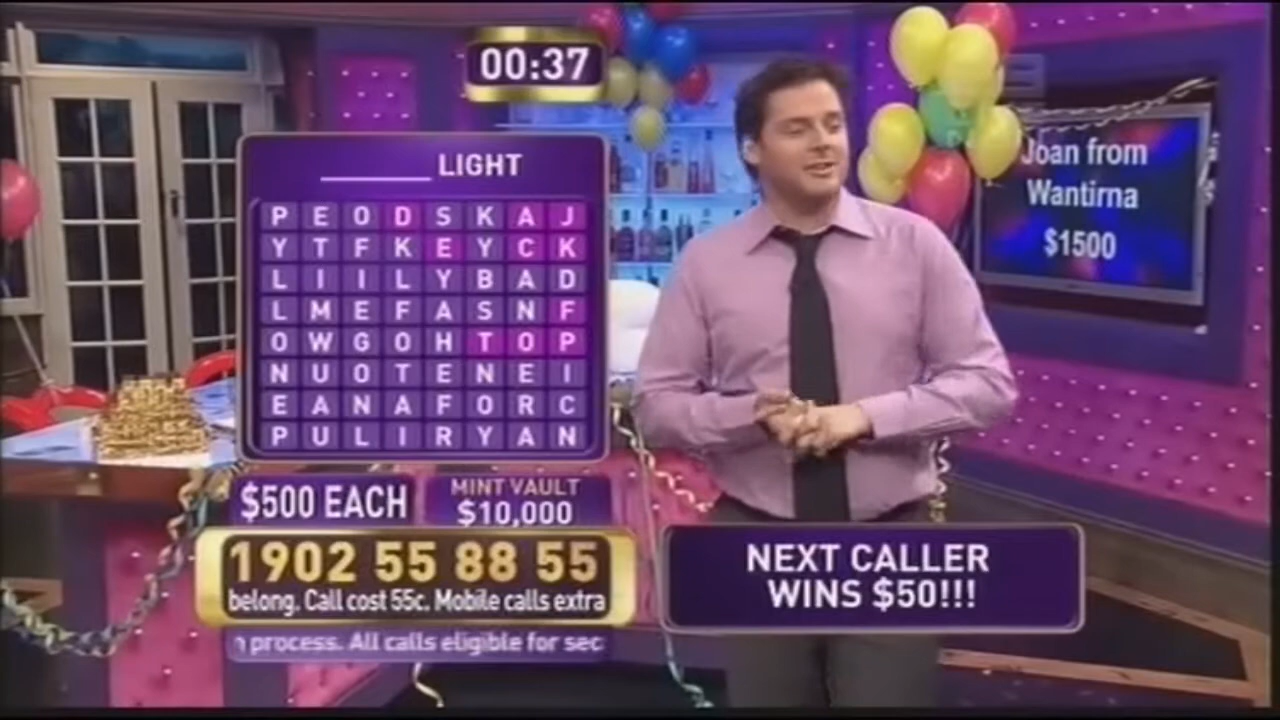 00:37
______ LIGHT
P E O D S K A J
Y T F K E Y C K
L I I L Y B A D
L M E F A S N F
O W G O H T O P
N U O T E N E I
E A N A F O R C
P U L I R Y A N
$500 EACH
MINT VAULT
$10,000
1902 55 88 55
belong. Call cost 55c. Mobile calls extra
process. All calls eligible for sec
Joan from
Wantirna
$1500
NEXT CALLER
WINS $50!!!